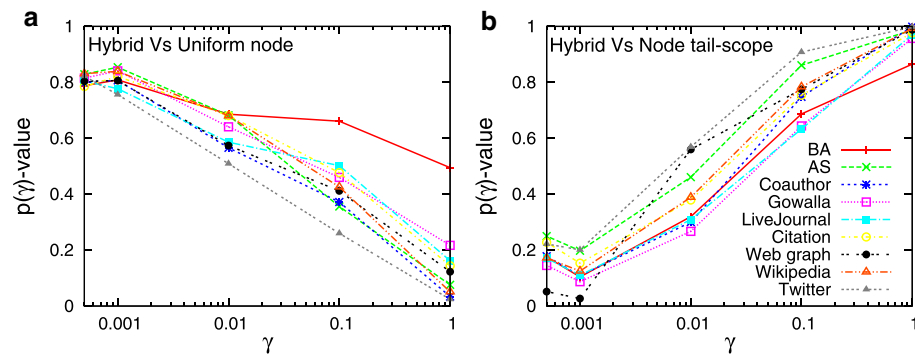 a
Hybrid Vs Uniform node
p(γ)-value
1
0.8
0.6
0.4
0.2
0
0.001
0.01
0.1
1
γ
b
Hybrid Vs Node tail-scope
p(γ)-value
1
0.8
0.6
0.4
0.2
0
BA
AS
Coauthor
Gowalla
LiveJournal
Citation
Web graph
Wikipedia
Twitter
0.001
0.01
0.1
1
γ